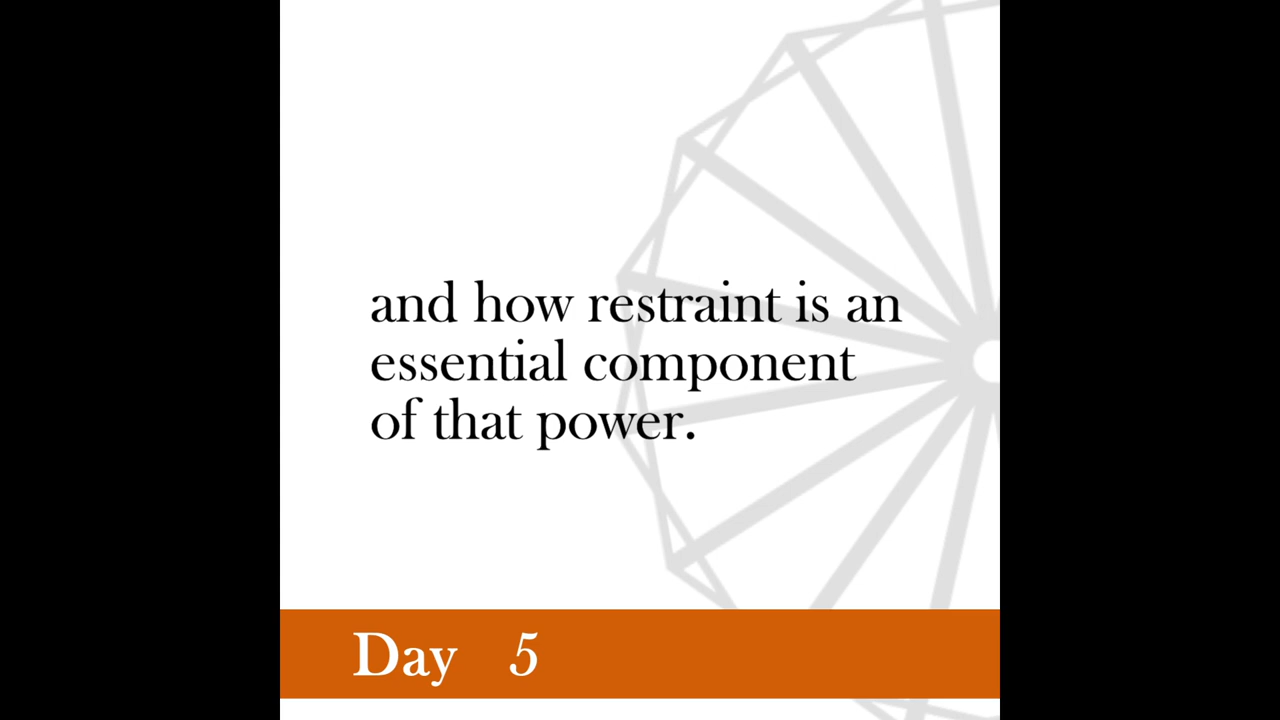 and how restraint is an
essential component
of that power.
Day 5